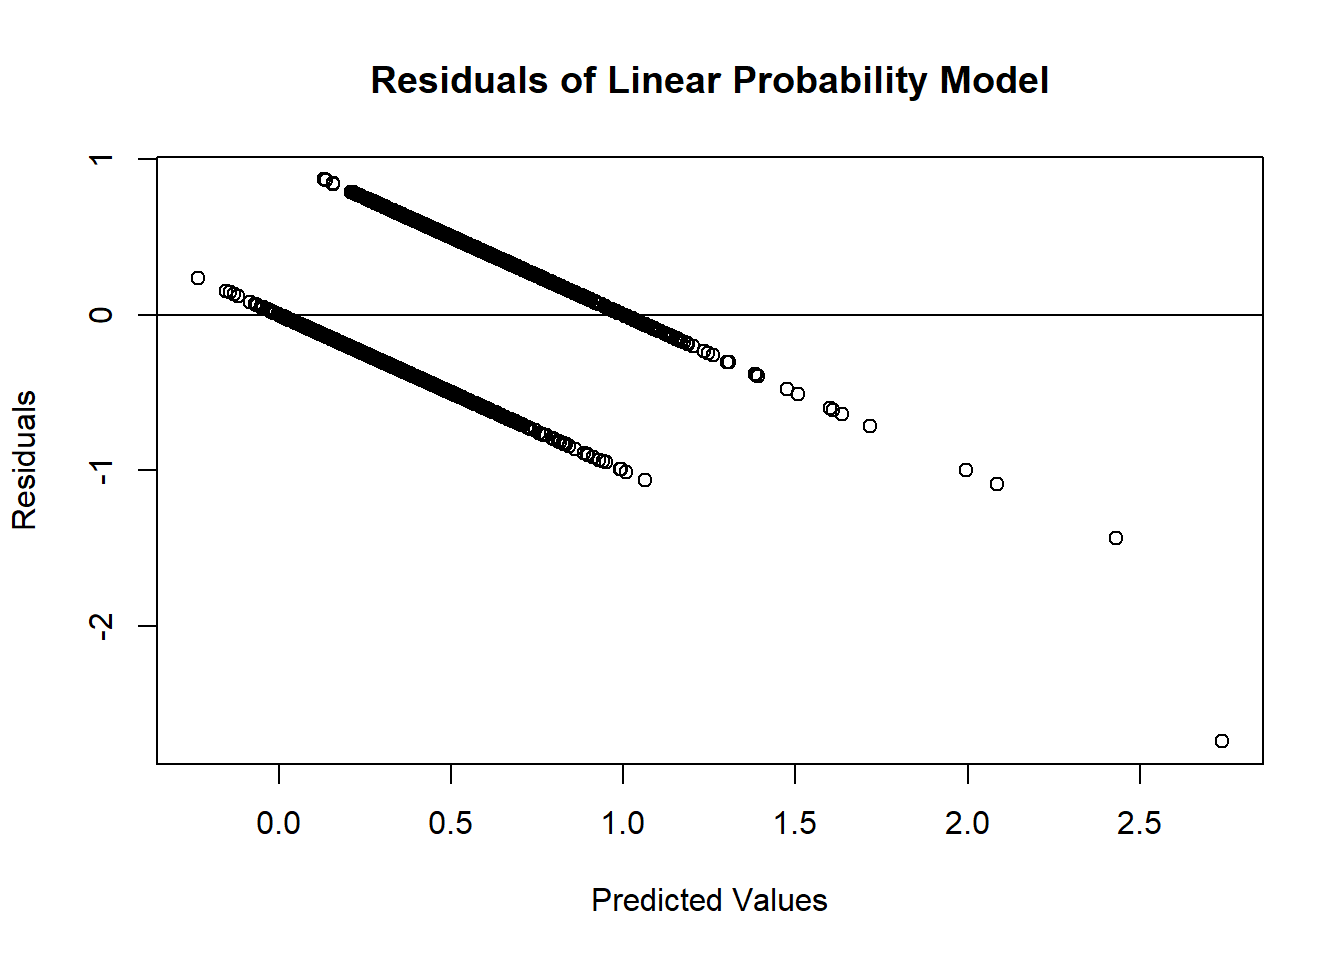 Residuals of Linear Probability Model
1
0
-1
-2
Residuals
0.0 0.5 1.0 1.5 2.0 2.5
Predicted Values